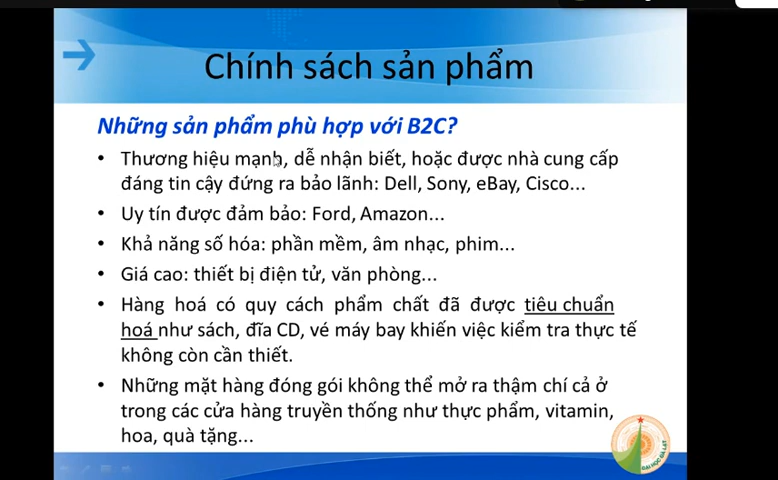 Chính sách sản phẩm
Những sản phẩm phù hợp với B2C?
• Thương hiệu mạnh, dễ nhận biết, hoặc được nhà cung cấp
đáng tin cậy đứng ra bảo lãnh: Dell, Sony, eBay, Cisco...
• Uy tín được đảm bảo: Ford, Amazon...
• Khả năng số hóa: phần mềm, âm nhạc, phim...
• Giá cao: thiết bị điện tử, văn phòng...
• Hàng hoá có quy cách phẩm chất đã được tiêu chuẩn
hoá như sách, đĩa CD, vé máy bay khiến việc kiểm tra thực tế
không còn cần thiết.
• Những mặt hàng đóng gói không thể mở ra thậm chí cả ở
trong các cửa hàng truyền thống như thực phẩm, vitamin,
hoa, quà tặng...
ĐẠI HỌC ĐÀ LẠT